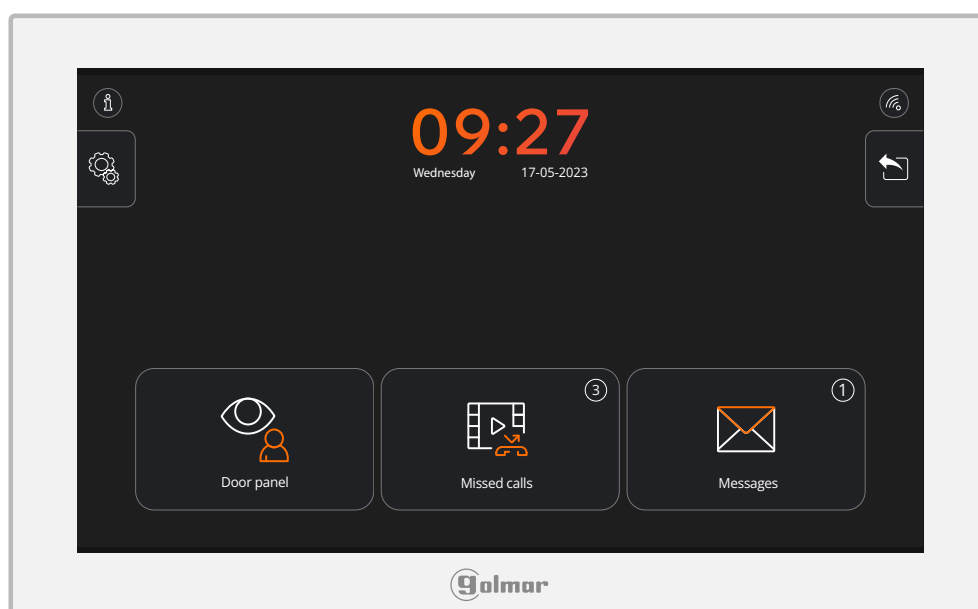 09:27
Wednesday 17-05-2023
3
1
Door panel
Missed calls
Messages
golmar